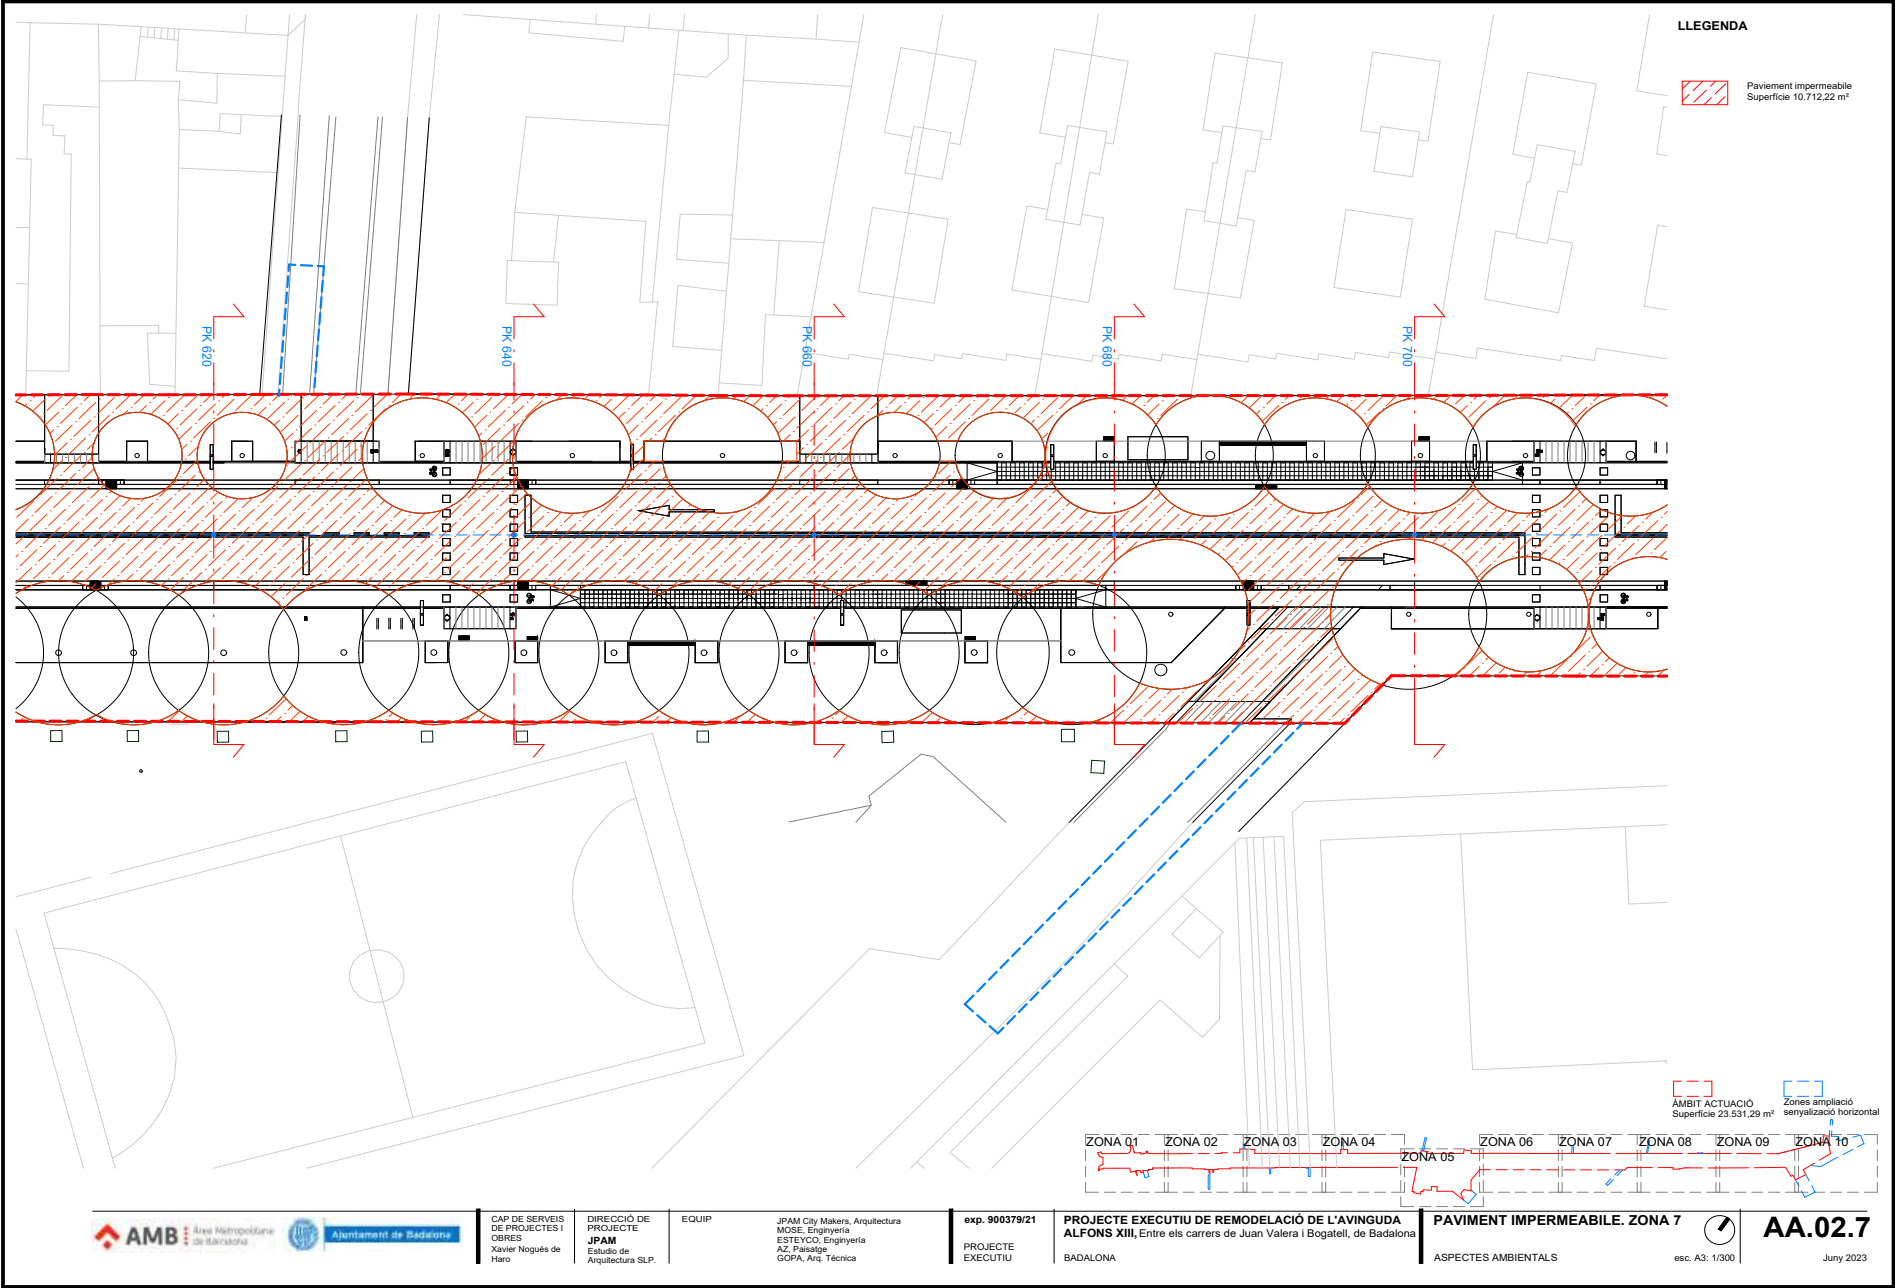 LLEGENDA
Paviement impermeabile
Superfície 10.712,22 m²
PK 620
PK 640
PK 660
PK 680
PK 700
ÀMBIT ACTUACIÓ
Superfície 23.531,29 m²
Zones ampliació
senyalizació horizontal
ZONA 01
ZONA 02
ZONA 03
ZONA 04
ZONA 05
ZONA 06
ZONA 07
ZONA 08
ZONA 09
ZONA 10
AMB
Àrea Metropolitana
de Barcelona
Ajuntament de Badalona
CAP DE SERVEIS
DE PROJECTES I
OBRES
Xavier Nogués de
Haro
DIRECCIÓ DE
PROJECTE
JPAM
Estudio de
Arquitectura SLP.
EQUIP
JPAM City Makers, Arquitectura
MOSE, Enginyería
ESTEYCO, Enginyería
AZ, Paisatge
GOPA, Arq. Técnica
exp. 900379/21
PROJECTE
EXECUTIU
PROJECTE EXECUTIU DE REMODELACIÓ DE L'AVINGUDA
ALFONS XIII, Entre els carrers de Juan Valera i Bogatell, de Badalona
BADALONA
PAVIMENT IMPERMEABILE. ZONA 7
ASPECTES AMBIENTALS
esc. A3: 1/300
AA.02.7
Juny 2023